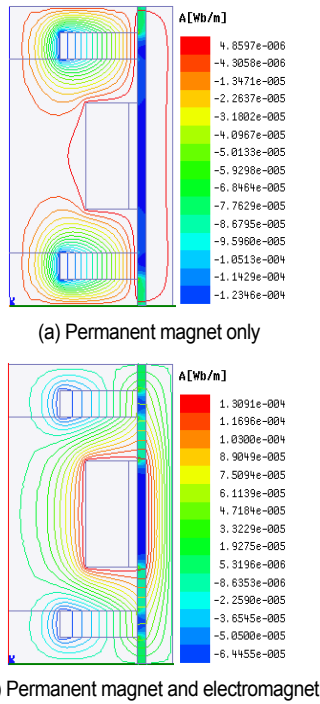 A[Wb/m]
4.8597e-006
-4.3058e-006
-1.3471e-005
-2.2637e-005
-3.1802e-005
-4.0967e-005
-5.0133e-005
-5.9298e-005
-6.8464e-005
-7.7629e-005
-8.6795e-005
-9.5960e-005
-1.0513e-004
-1.1429e-004
-1.2346e-004
(a) Permanent magnet only
A[Wb/m]
1.3091e-004
1.1696e-004
1.0300e-004
8.9049e-005
7.5094e-005
6.1139e-005
4.7184e-005
3.3229e-005
1.9275e-005
5.3196e-006
-8.6353e-006
-2.2590e-005
-3.6545e-005
-5.0500e-005
-6.4455e-005
) Permanent magnet and electromagnet